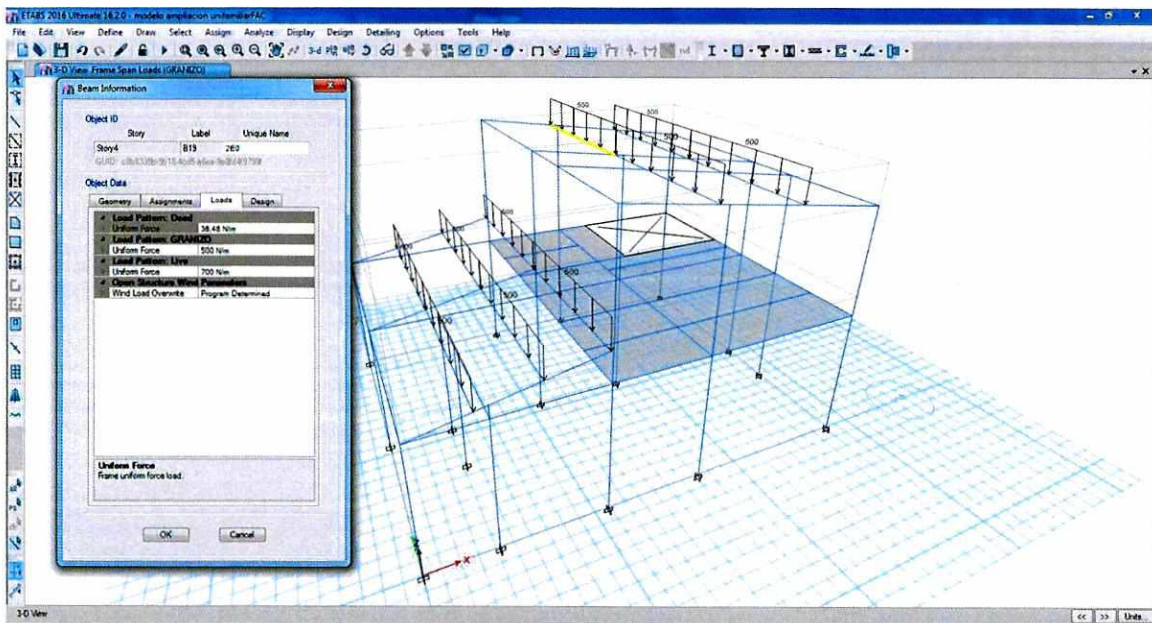 ETABS 2016 Ultimate 16.2.0 - modelo ampliacion unifamiliarFAC
File Edit View Define Draw Select Assign Analyze Display Design Detailing Options Tools Help
3-D View Frame Span Loads (GRANIZO)
Beam Information
Object ID
Story Label Unique Name
Story4 B19 260
GUID:
Object Data
Geometry Assignments Loads Design
Load Pattern: Dead
Uniform Force 38.48 N/m
Load Pattern: GRANIZO
Uniform Force 500 N/m
Load Pattern: Live
Uniform Force 700 N/m
Open Structure Wind Parameters
Wind Load Overwrite Program Determined
Uniform Force
Frame uniform force load.
OK Cancel
500
500
500
500
500
500
500
X
3-D View
<< >> Units...